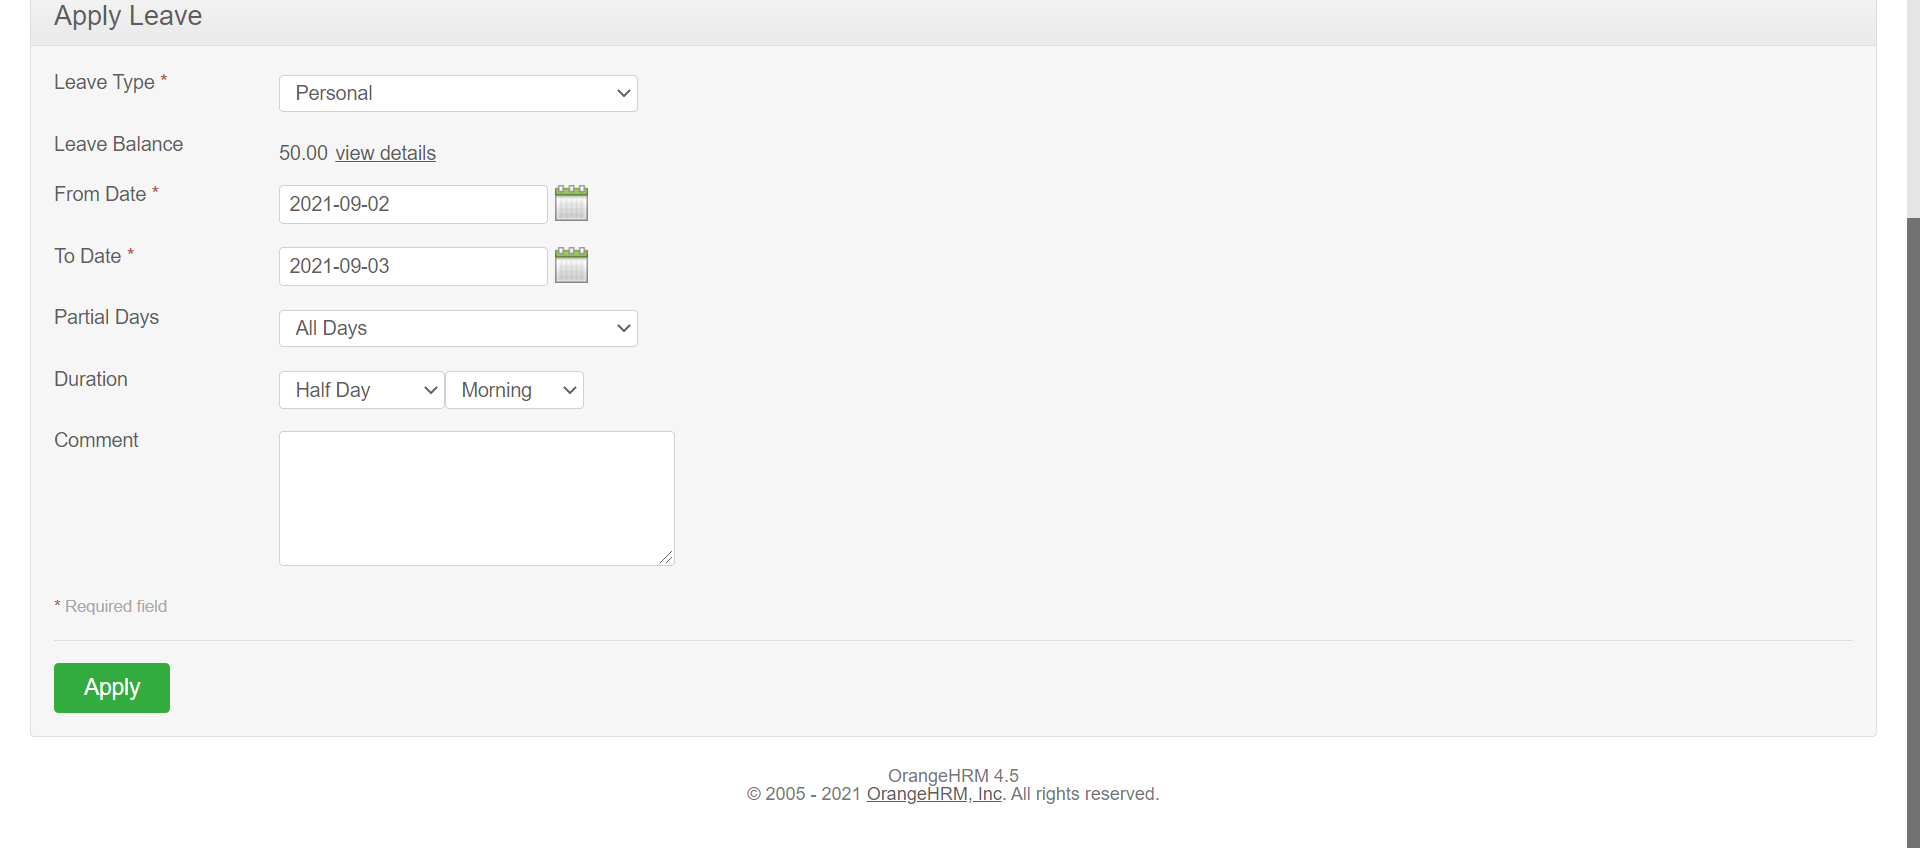 Apply Leave
Leave Type * Personal
Leave Balance 50.00 view details
From Date * 2021-09-02
To Date * 2021-09-03
Partial Days All Days
Duration Half Day Morning
Comment
* Required field
Apply
OrangeHRM 4.5
© 2005 - 2021 OrangeHRM, Inc. All rights reserved.